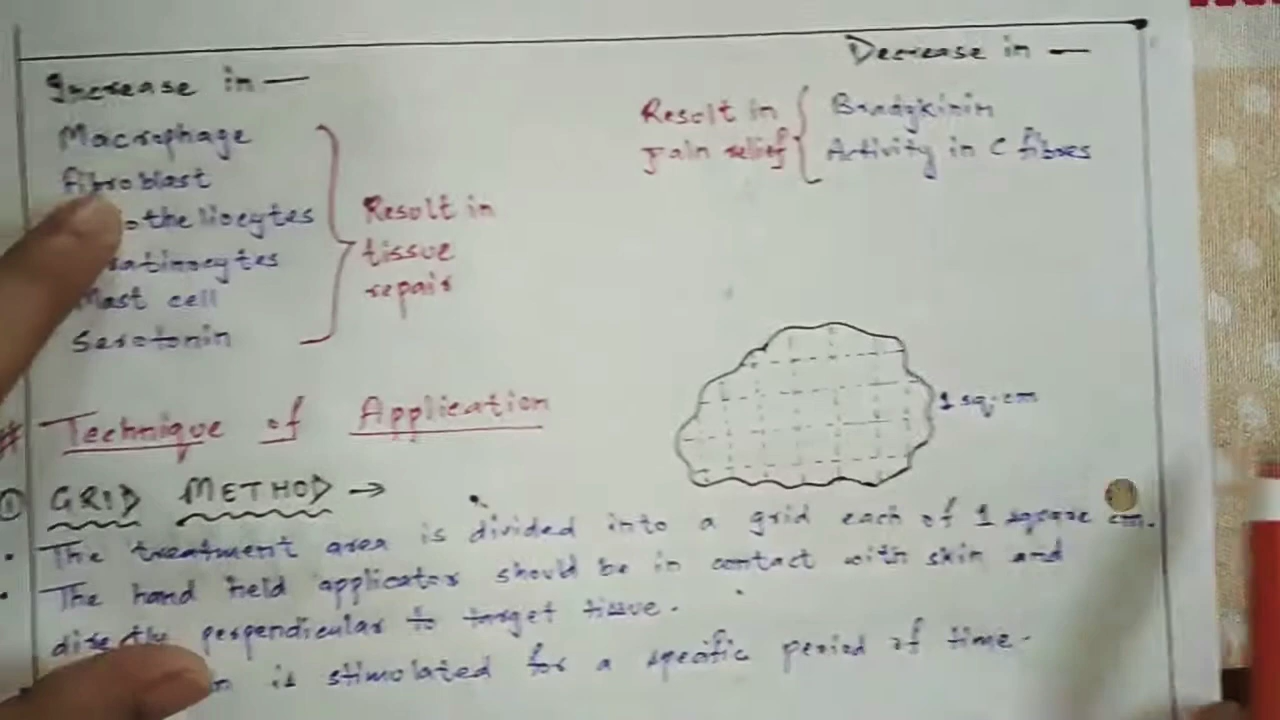 Increase in —
Macrophage
fibroblast
theliocytes
atinocytes
Mast cell
Serotonin
Result in
tissue
repair
Decrease in —
Result in
pain relief
Bradykinin
Activity in C fibres
# Technique of Application
1 sq. cm
① GRID METHOD →
• The treatment area is divided into a grid each of 1 square cm.
• The hand held applicator should be in contact with skin and
directly perpendicular to target tissue.
is stimulated for a specific period of time.